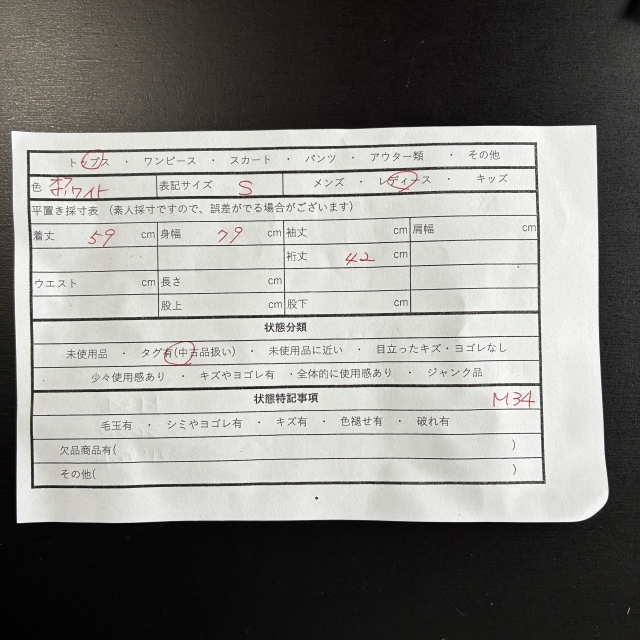 トップス ・ ワンピース ・ スカート ・ パンツ ・ アウター類 ・ その他
色 ホワイト 表記サイズ S メンズ ・ レディース ・ キッズ
平置き採寸表 (素人採寸ですので、誤差がでる場合がございます)
着丈 59 cm 身幅 79 cm 袖丈 cm 肩幅 cm
裄丈 42 cm
ウエスト cm 長さ cm cm
股上 cm 股下 cm
状態分類
未使用品 ・ タグ有(中古品扱い) ・ 未使用品に近い ・ 目立ったキズ・ヨゴレなし
少々使用感あり ・ キズやヨゴレ有 ・全体的に使用感あり ・ ジャンク品
状態特記事項 M34
毛玉有 ・ シミやヨゴレ有 ・ キズ有 ・ 色褪せ有 ・ 破れ有
欠品商品有( )
その他( )